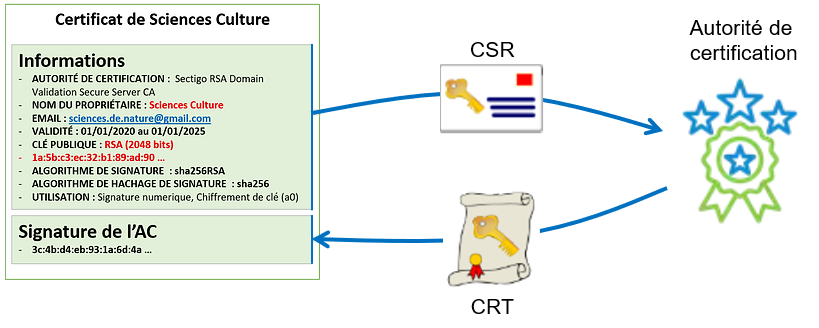 Certificat de Sciences Culture
Informations
- AUTORITÉ DE CERTIFICATION : Sectigo RSA Domain
Validation Secure Server CA
- NOM DU PROPRIÉTAIRE : Sciences Culture
- EMAIL : sciences.de.nature@gmail.com
- VALIDITÉ : 01/01/2020 au 01/01/2025
- CLÉ PUBLIQUE : RSA (2048 bits)
- 1a:5b:c3:ec:32:b1:89:ad:90 ...
- ALGORITHME DE SIGNATURE : sha256RSA
- ALGORITHME DE HACHAGE DE SIGNATURE : sha256
- UTILISATION : Signature numerique, Chiffrement de clé (a0)
Signature de l'AC
- 3c:4b:d4:eb:93:1a:6d:4a ...
CSR
CRT
Autorité de
certification